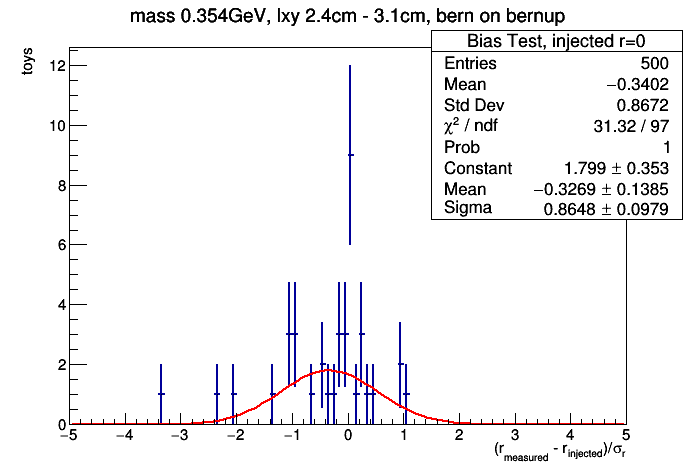 mass 0.354GeV, lxy 2.4cm - 3.1cm, bern on bernup
Bias Test, injected r=0
Entries 500
Mean −0.3402
Std Dev 0.8672
χ² / ndf 31.32 / 97
Prob 1
Constant 1.799 ± 0.353
Mean −0.3269 ± 0.1385
Sigma 0.8648 ± 0.0979
toys
12
10
8
6
4
2
0
−5 −4 −3 −2 −1 0 1 2 3 4 5
(r_measured - r_injected)/σ_r